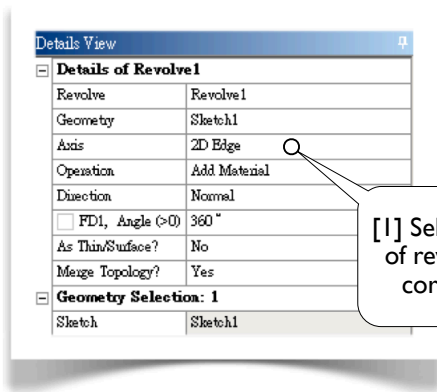 Details View
Details of Revolve1
Revolve Revolve1
Geometry Sketch1
Axis 2D Edge
Operation Add Material
Direction Normal
FD1, Angle (>0) 360 °
As Thin/Surface? No
Merge Topology? Yes
Geometry Selection: 1
Sketch Sketch1
[1] Sel
of re
con